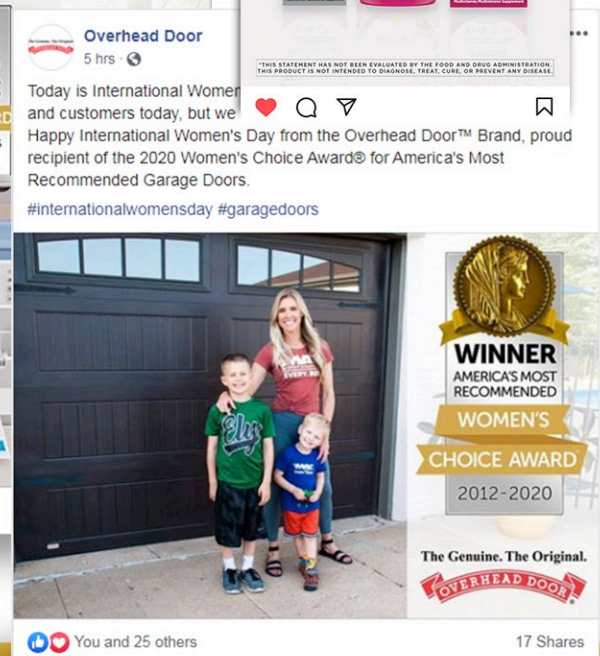 Overhead Door
5 hrs
"THIS STATEMENT HAS NOT BEEN EVALUATED BY THE FOOD AND DRUG ADMINISTRATION.
THIS PRODUCT IS NOT INTENDED TO DIAGNOSE, TREAT, CURE, OR PREVENT ANY DISEASE.
Today is International Women
and customers today, but we
Happy International Women's Day from the Overhead Door™ Brand, proud
recipient of the 2020 Women's Choice Award® for America's Most
Recommended Garage Doors.
#internationalwomensday #garagedoors
WINNER
AMERICA'S MOST
RECOMMENDED
WOMEN'S
CHOICE AWARD
2012-2020
The Genuine. The Original.
OVERHEAD DOOR
You and 25 others
17 Shares